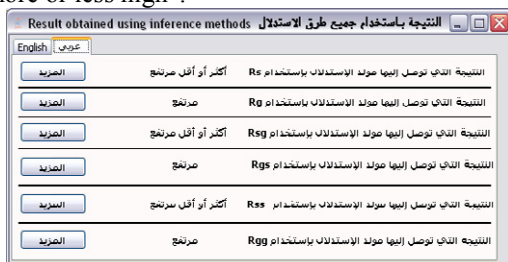 more or less high .
Result obtained using inference methods النتيجة باستخدام جميع طرق الاستدلال
English عربي
النتيجة التي توصل إليها مولد الإستدلال بإستخدام Rs أكثر أو أقل مرتفع المزيد
النتيجة التي توصل إليها مولد الإستدلال بإستخدام Rg مرتفع المزيد
النتيجة التي توصل إليها مولد الإستدلال بإستخدام Rsg أكثر أو أقل مرتفع المزيد
النتيجة التي توصل إليها مولد الإستدلال بإستخدام Rgs مرتفع المزيد
النتيجة التي توصل إليها مولد الإستدلال بإستخدام Rss أكثر أو أقل مرتفع المزيد
النتيجة التي توصل إليها مولد الإستدلال بإستخدام Rgg مرتفع المزيد